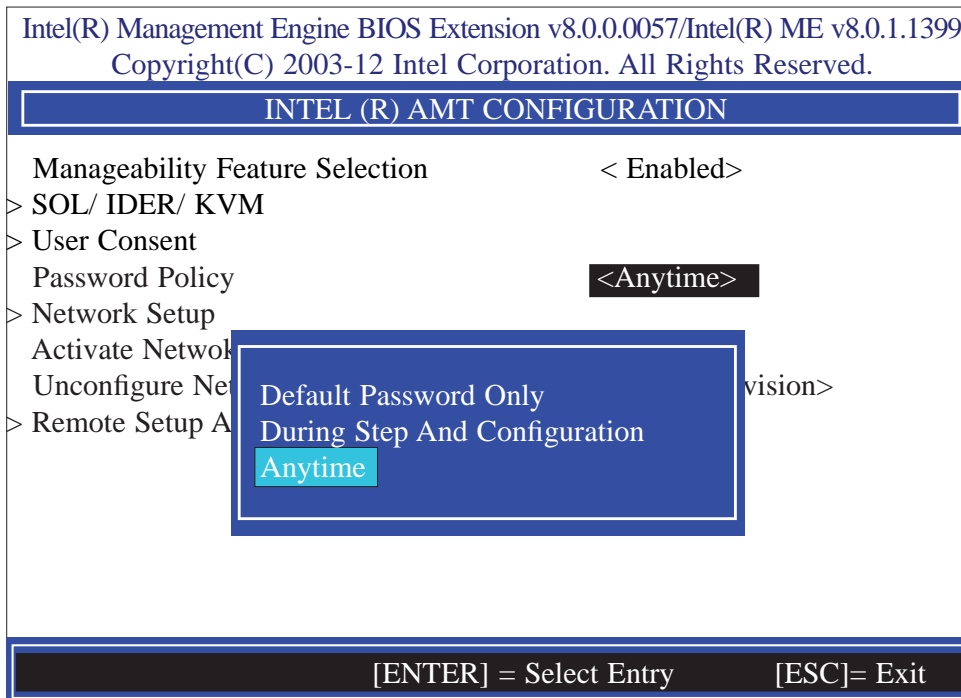 Intel(R) Management Engine BIOS Extension v8.0.0.0057/Intel(R) ME v8.0.1.1399
Copyright(C) 2003-12 Intel Corporation. All Rights Reserved.
INTEL (R) AMT CONFIGURATION
Manageability Feature Selection < Enabled>
> SOL/ IDER/ KVM
> User Consent
Password Policy <Anytime>
> Network Setup
Activate Netwok
Unconfigure Net vision>
> Remote Setup A
Default Password Only
During Step And Configuration
Anytime
[ENTER] = Select Entry [ESC]= Exit